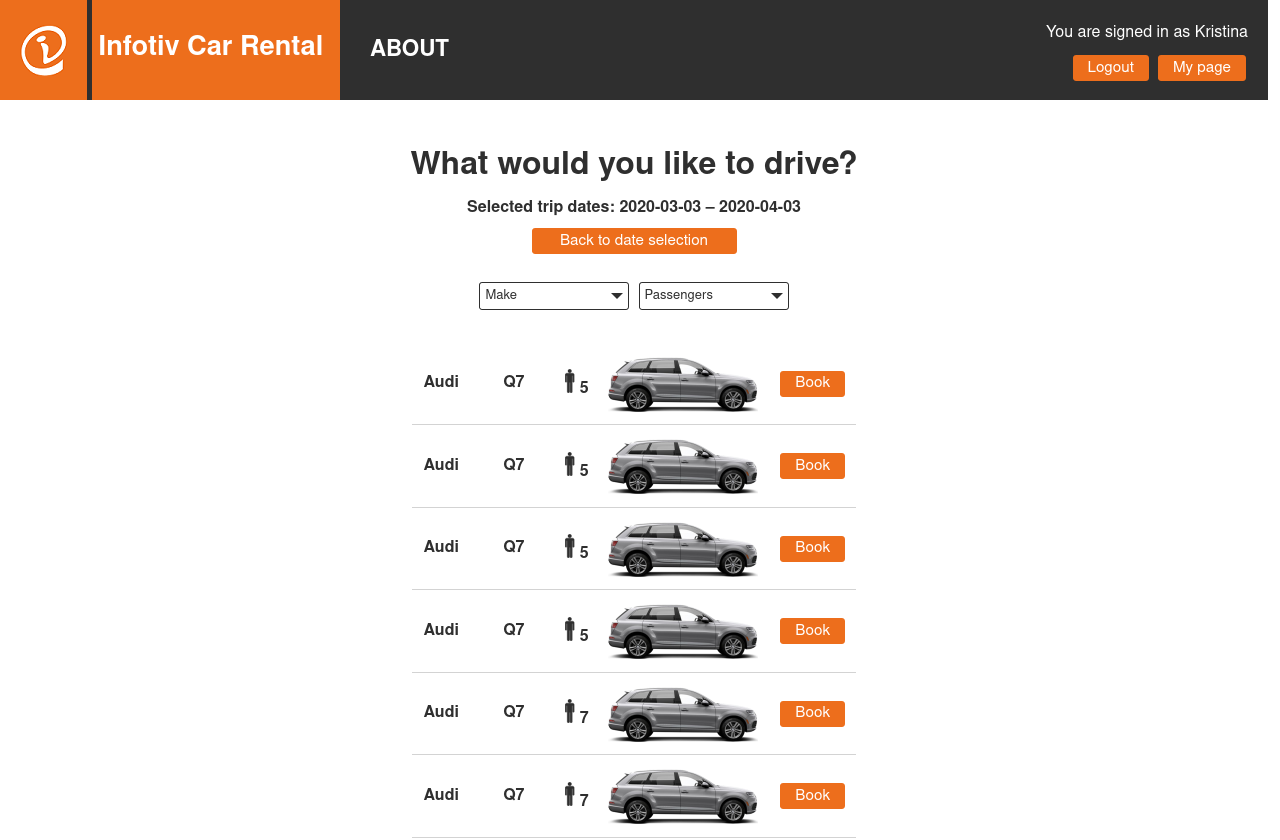 Infotiv Car Rental
ABOUT
You are signed in as Kristina
Logout My page
What would you like to drive?
Selected trip dates: 2020-03-03 – 2020-04-03
Back to date selection
Make Passengers
Audi Q7 5 Book
Audi Q7 5 Book
Audi Q7 5 Book
Audi Q7 5 Book
Audi Q7 7 Book
Audi Q7 7 Book